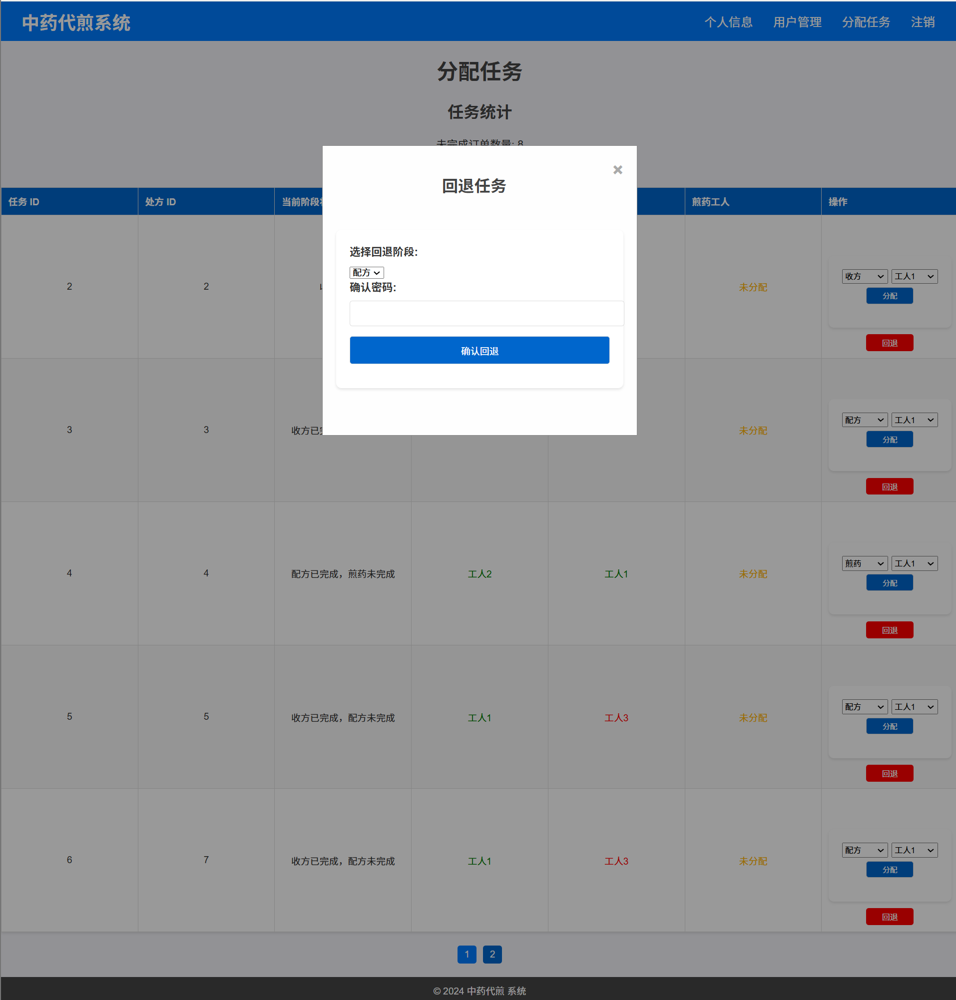 中药代煎系统
个人信息 用户管理 分配任务 注销
分配任务
任务统计
未完成订单数量: 8
×
回退任务
任务 ID 处方 ID 当前阶段 煎药工人 操作
选择回退阶段:
配方
确认密码:
确认回退
2 2 未分配 收方 工人1
分配
回退
3 3 收方已 未分配 配方 工人1
分配
回退
4 4 配方已完成，煎药未完成 工人2 工人1 未分配 煎药 工人1
分配
回退
5 5 收方已完成，配方未完成 工人1 工人3 未分配 配方 工人1
分配
回退
6 7 收方已完成，配方未完成 工人1 工人3 未分配 配方 工人1
分配
回退
1 2
© 2024 中药代煎 系统